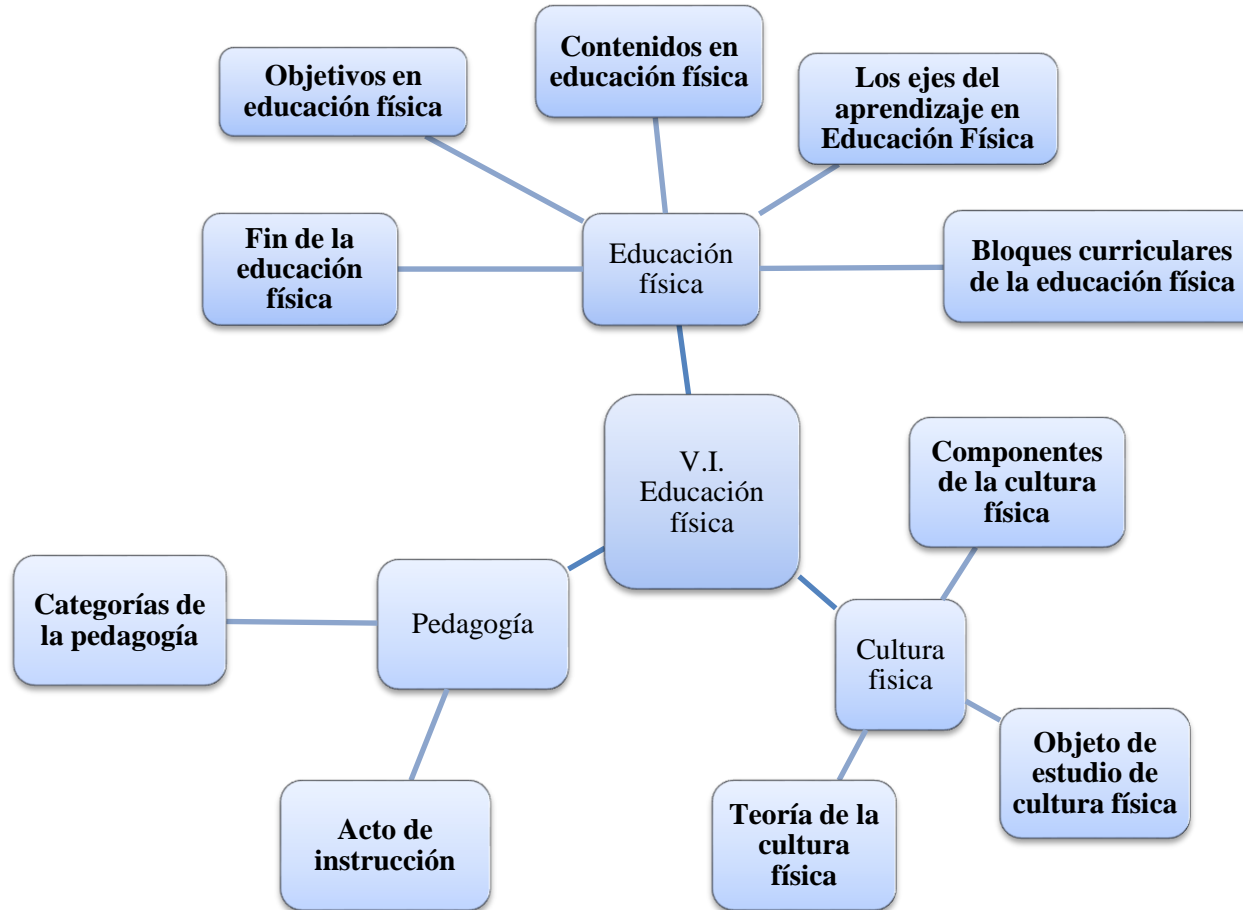 Contenidos en
educación física
Objetivos en
educación física
Los ejes del
aprendizaje en
Educación Física
Fin de la
educación
física
Educación
física
Bloques curriculares
de la educación física
V.I.
Educación
física
Componentes
de la cultura
física
Categorías de
la pedagogía
Pedagogía
Cultura
fisica
Acto de
instrucción
Teoría de la
cultura
física
Objeto de
estudio de
cultura física